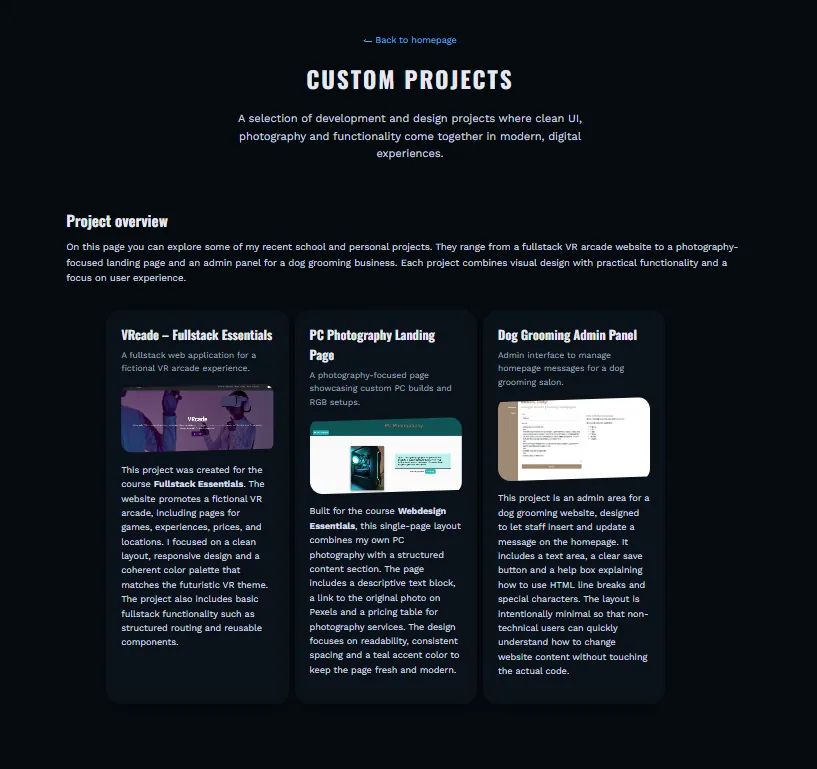 ← Back to homepage
CUSTOM PROJECTS
A selection of development and design projects where clean UI,
photography and functionality come together in modern, digital
experiences.
Project overview
On this page you can explore some of my recent school and personal projects. They range from a fullstack VR arcade website to a photography-
focused landing page and an admin panel for a dog grooming business. Each project combines visual design with practical functionality and a
focus on user experience.
VRcade – Fullstack Essentials
A fullstack web application for a
fictional VR arcade experience.
VRcade
This project was created for the
course Fullstack Essentials. The
website promotes a fictional VR
arcade, including pages for
games, experiences, prices, and
locations. I focused on a clean
layout, responsive design and a
coherent color palette that
matches the futuristic VR theme.
The project also includes basic
fullstack functionality such as
structured routing and reusable
components.
PC Photography Landing
Page
A photography-focused page
showcasing custom PC builds and
RGB setups.
PC Photography
Built for the course Webdesign
Essentials, this single-page layout
combines my own PC
photography with a structured
content section. The page
includes a descriptive text block,
a link to the original photo on
Pexels and a pricing table for
photography services. The design
focuses on readability, consistent
spacing and a teal accent color to
keep the page fresh and modern.
Dog Grooming Admin Panel
Admin interface to manage
homepage messages for a dog
grooming salon.
This project is an admin area for a
dog grooming website, designed
to let staff insert and update a
message on the homepage. It
includes a text area, a clear save
button and a help box explaining
how to use HTML line breaks and
special characters. The layout is
intentionally minimal so that non-
technical users can quickly
understand how to change
website content without touching
the actual code.